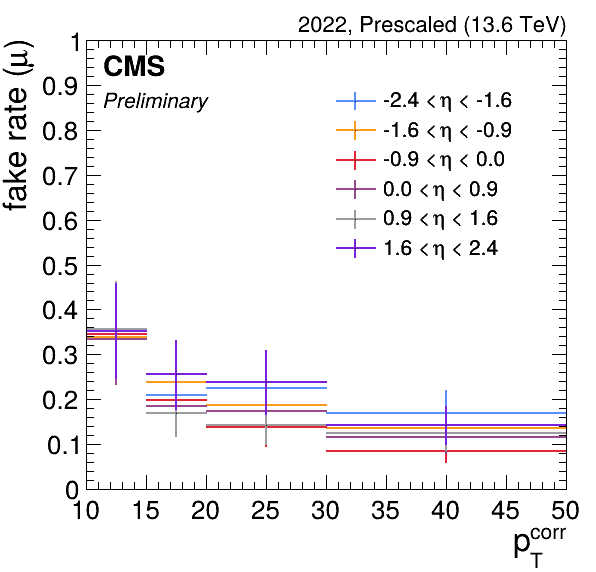 2022, Prescaled (13.6 TeV)
CMS
Preliminary
fake rate (μ)
1
0.9
0.8
0.7
0.6
0.5
0.4
0.3
0.2
0.1
0
-2.4 < η < -1.6
-1.6 < η < -0.9
-0.9 < η < 0.0
0.0 < η < 0.9
0.9 < η < 1.6
1.6 < η < 2.4
10 15 20 25 30 35 40 45 50
p_T^corr